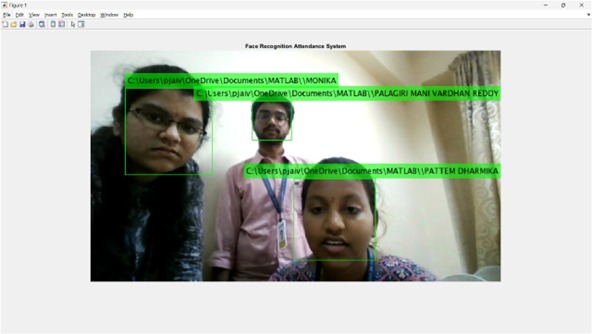 Figure 1
File Edit View Insert Tools Desktop Window Help
Face Recognition Attendance System
C:\Users\pjaiv\OneDrive\Documents\MATLAB\\MONIKA
C:\Users\pjaiv\OneDrive\Documents\MATLAB\\PALAGIRI MANI VARDHAN REDDY
C:\Users\pjaiv\OneDrive\Documents\MATLAB\\PATTEM DHARMIKA